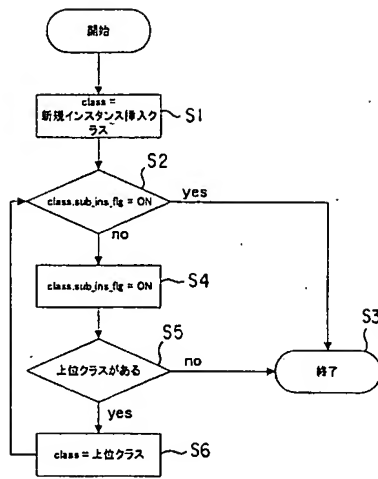 開始
class =
新規インスタンス挿入ク
ラス
S1
S2
class.sub_ins_flg = ON
yes
no
class.sub_ins_flg = ON
S4
S3
上位クラスがある
S5
no
終了
yes
class = 上位クラス
S6